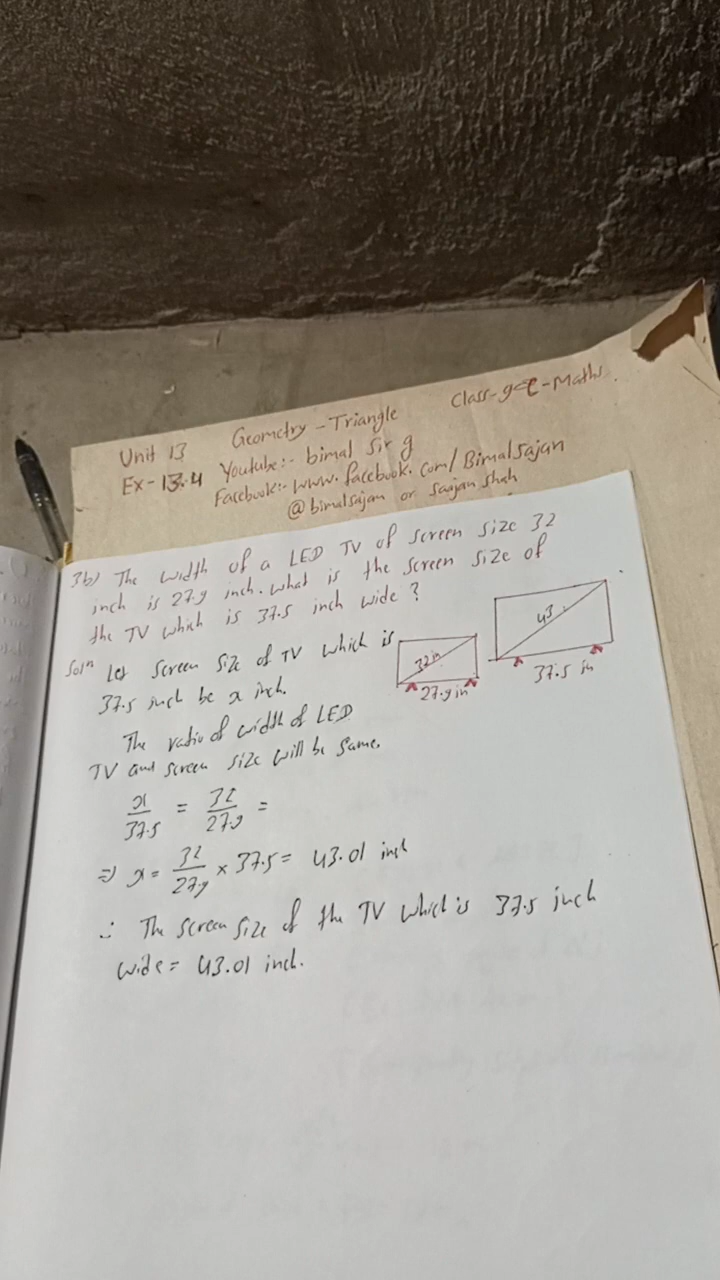 Unit 13 Geometry - Triangle Class-9 C-Maths.
Ex-13.4 Youtube:- bimal Sir g
Facebook:- www.facebook.com/Bimalsajan
@bimalsajan or Saajan Shah
3b) The width of a LED TV of screen size 32
inch is 27.9 inch. what is the screen size of
the TV which is 37.5 inch wide ?
Solⁿ Let screen size of TV which is
37.5 inch be x inch.
32 in
27.9 in
43
37.5 in
The ratio of width of LED
TV and screen size will be same.
x/37.5 = 32/27.9 =
⇒ x = 32/27.9 × 37.5 = 43.01 inch
∴ The screen size of the TV which is 37.5 inch
wide = 43.01 inch.